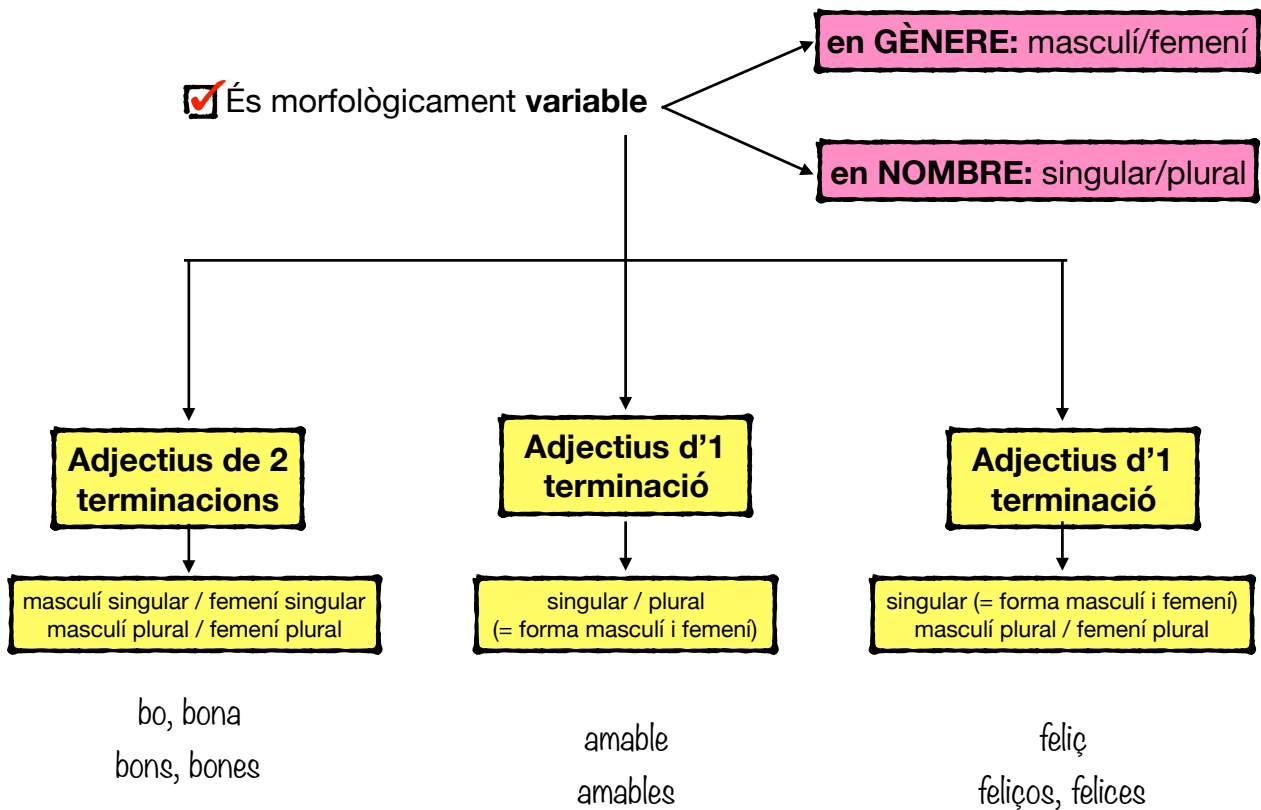 en GÈNERE: masculí/femení
És morfològicament variable
en NOMBRE: singular/plural
Adjectius de 2
terminacions
masculí singular / femení singular
masculí plural / femení plural
bo, bona
bons, bones
Adjectius d’1
terminació
singular / plural
(= forma masculí i femení)
amable
amables
Adjectius d’1
terminació
singular (= forma masculí i femení)
masculí plural / femení plural
feliç
feliços, felices